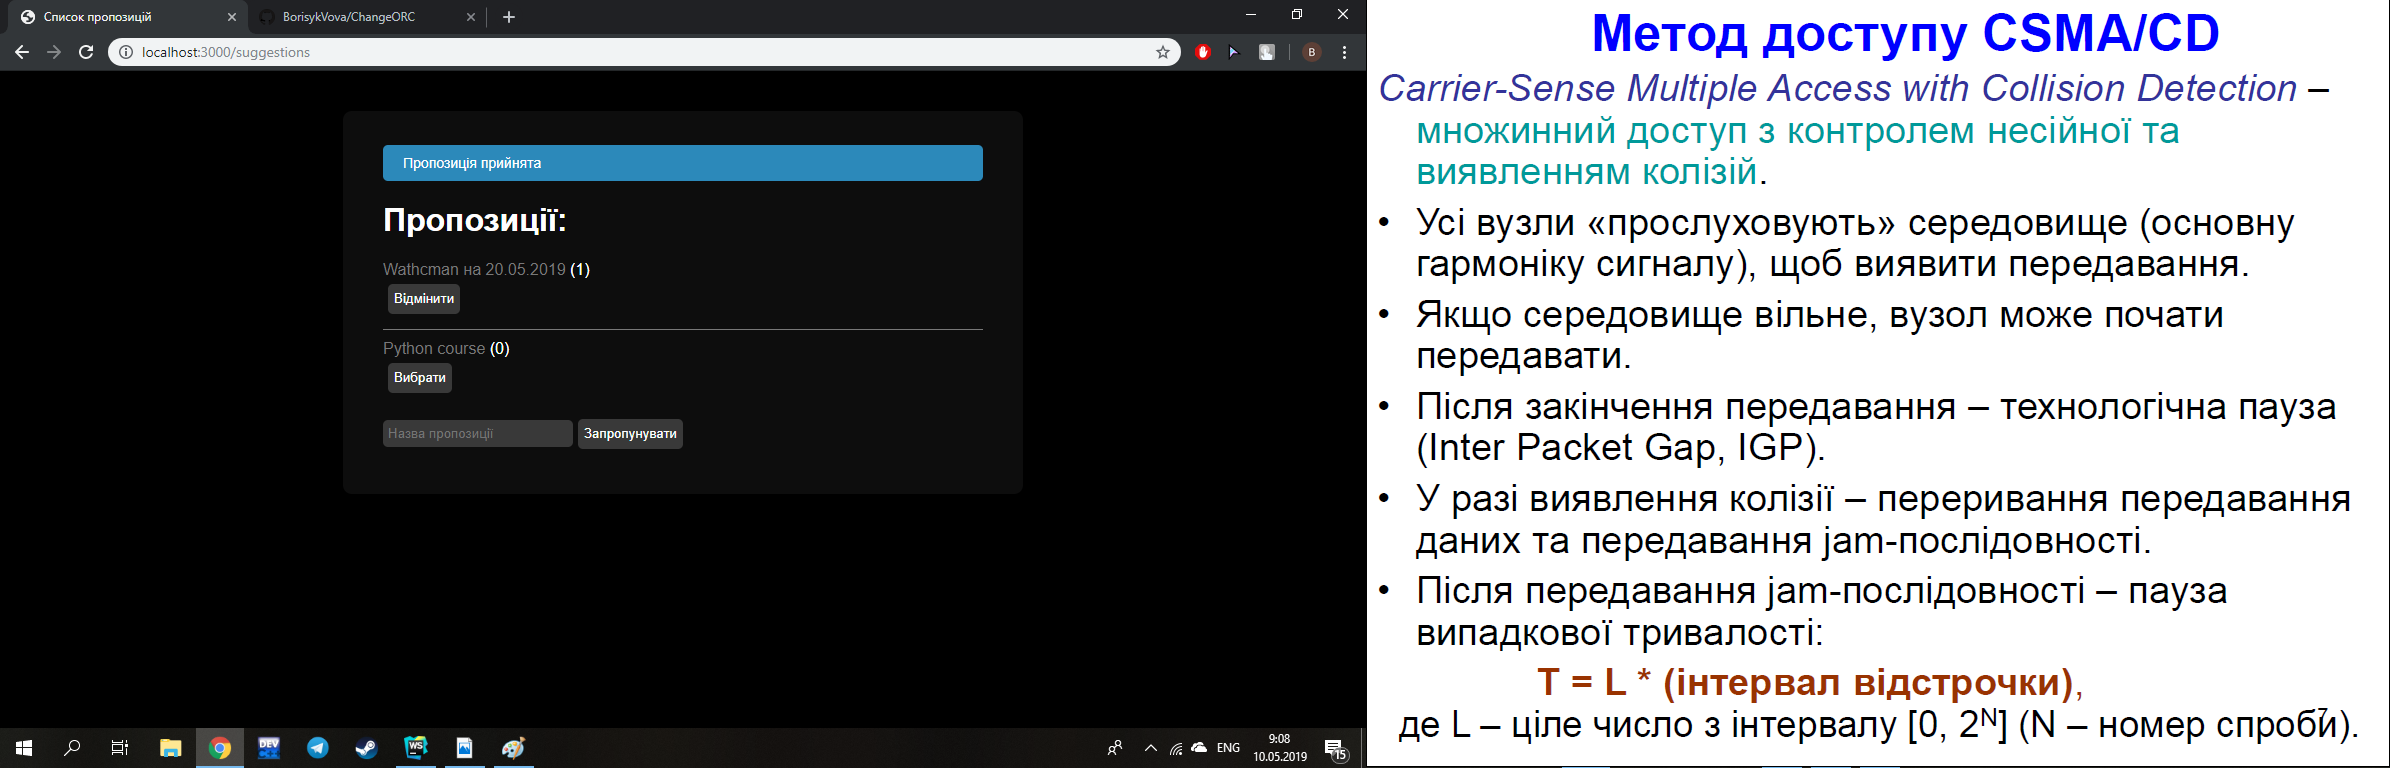 Список пропозицій
BorisykVova/ChangeORC
localhost:3000/suggestions
B
Пропозиція прийнята
Пропозиції:
Wathcman на 20.05.2019 (1)
Відмінити
Python course (0)
Вибрати
Назва пропозиції
Запропунувати
DEV
WS
ENG
9:08
10.05.2019
15
Метод доступу CSMA/CD
Carrier-Sense Multiple Access with Collision Detection –
множинний доступ з контролем несійної та
виявленням колізій.
• Усі вузли «прослуховують» середовище (основну
гармоніку сигналу), щоб виявити передавання.
• Якщо середовище вільне, вузол може почати
передавати.
• Після закінчення передавання – технологічна пауза
(Inter Packet Gap, IGP).
• У разі виявлення колізії – переривання передавання
даних та передавання jam-послідовності.
• Після передавання jam-послідовності – пауза
випадкової тривалості:
T = L * (інтервал відстрочки),
де L – ціле число з інтервалу [0, 2ᴺ] (N – номер спроби).
7